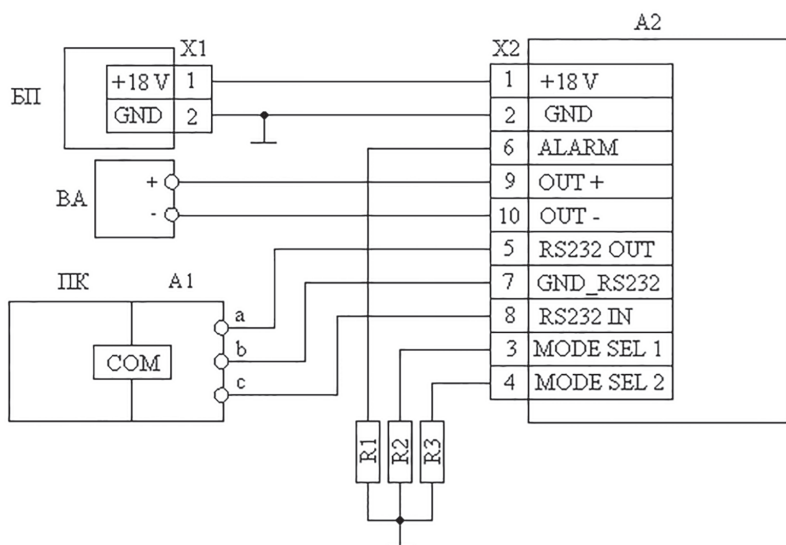 A2
X1
X2
БП
+18 V 1
GND 2
1 +18 V
2 GND
6 ALARM
BA
+
-
9 OUT +
10 OUT -
5 RS232 OUT
7 GND_RS232
8 RS232 IN
3 MODE SEL 1
4 MODE SEL 2
ПК
A1
COM
a
b
c
R1
R2
R3